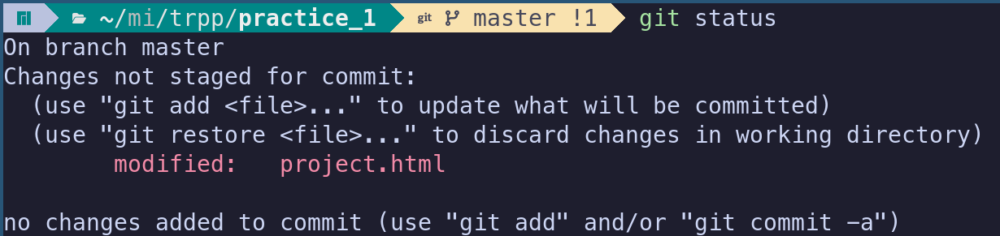 ~/mi/trpp/practice_1 git master !1 git status
On branch master
Changes not staged for commit:
  (use "git add <file>..." to update what will be committed)
  (use "git restore <file>..." to discard changes in working directory)
        modified:   project.html

no changes added to commit (use "git add" and/or "git commit -a")